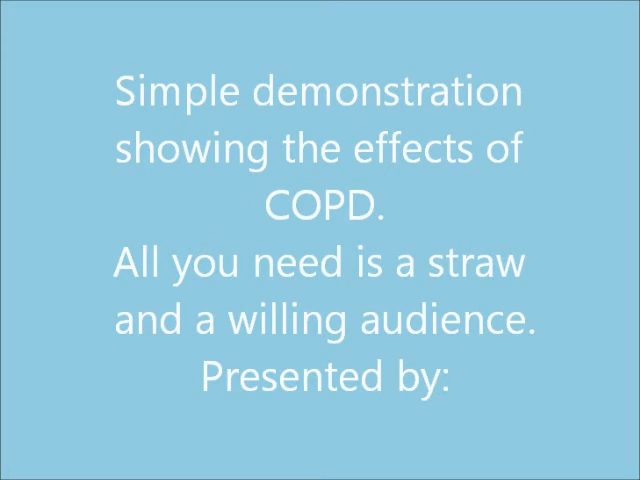 Simple demonstration
showing the effects of
COPD.
All you need is a straw
and a willing audience.
Presented by: